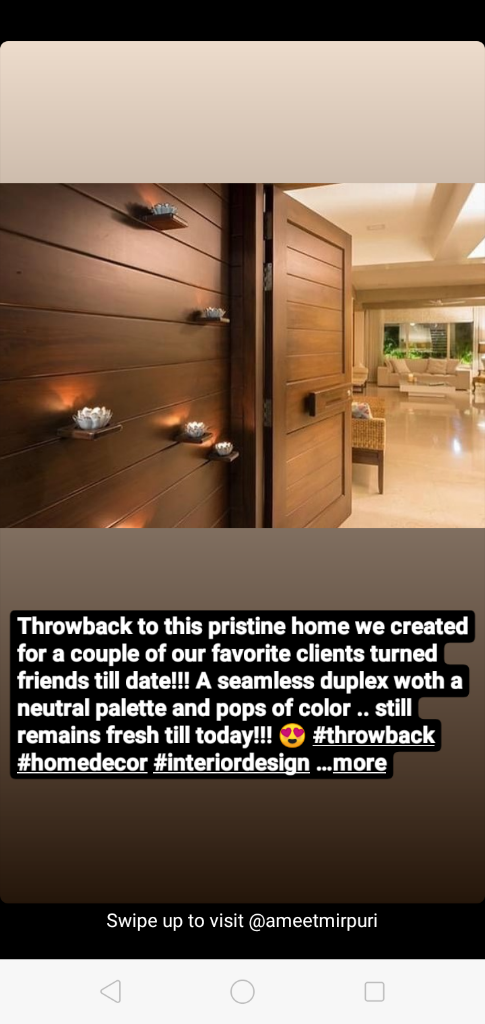 Throwback to this pristine home we created
for a couple of our favorite clients turned
friends till date!!! A seamless duplex woth a
neutral palette and pops of color .. still
remains fresh till today!!! 😍 #throwback
#homedecor #interiordesign ...more
Swipe up to visit @ameetmirpuri